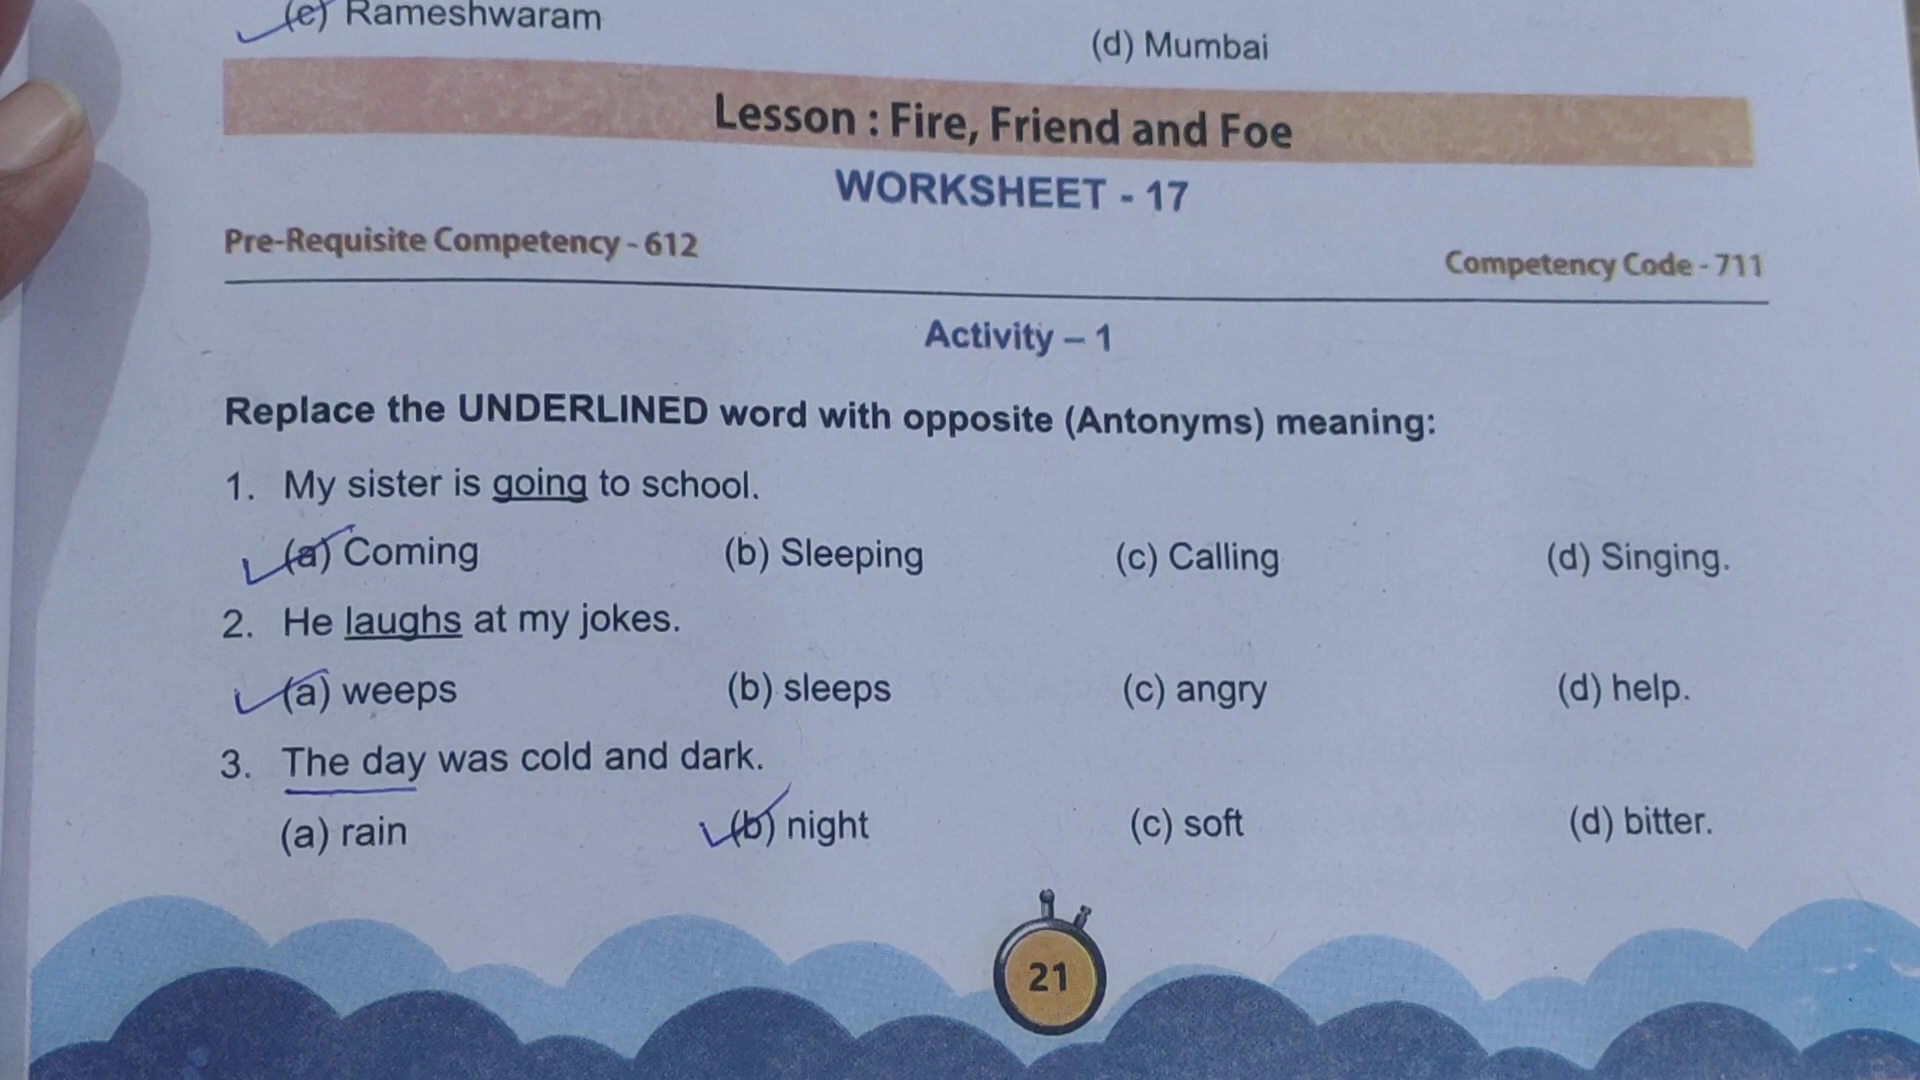 (c) Rameshwaram
(d) Mumbai
Lesson : Fire, Friend and Foe
WORKSHEET - 17
Pre-Requisite Competency - 612
Competency Code - 711
Activity – 1
Replace the UNDERLINED word with opposite (Antonyms) meaning:
1. My sister is going to school.
(a) Coming (b) Sleeping (c) Calling (d) Singing.
2. He laughs at my jokes.
(a) weeps (b) sleeps (c) angry (d) help.
3. The day was cold and dark.
(a) rain (b) night (c) soft (d) bitter.
21